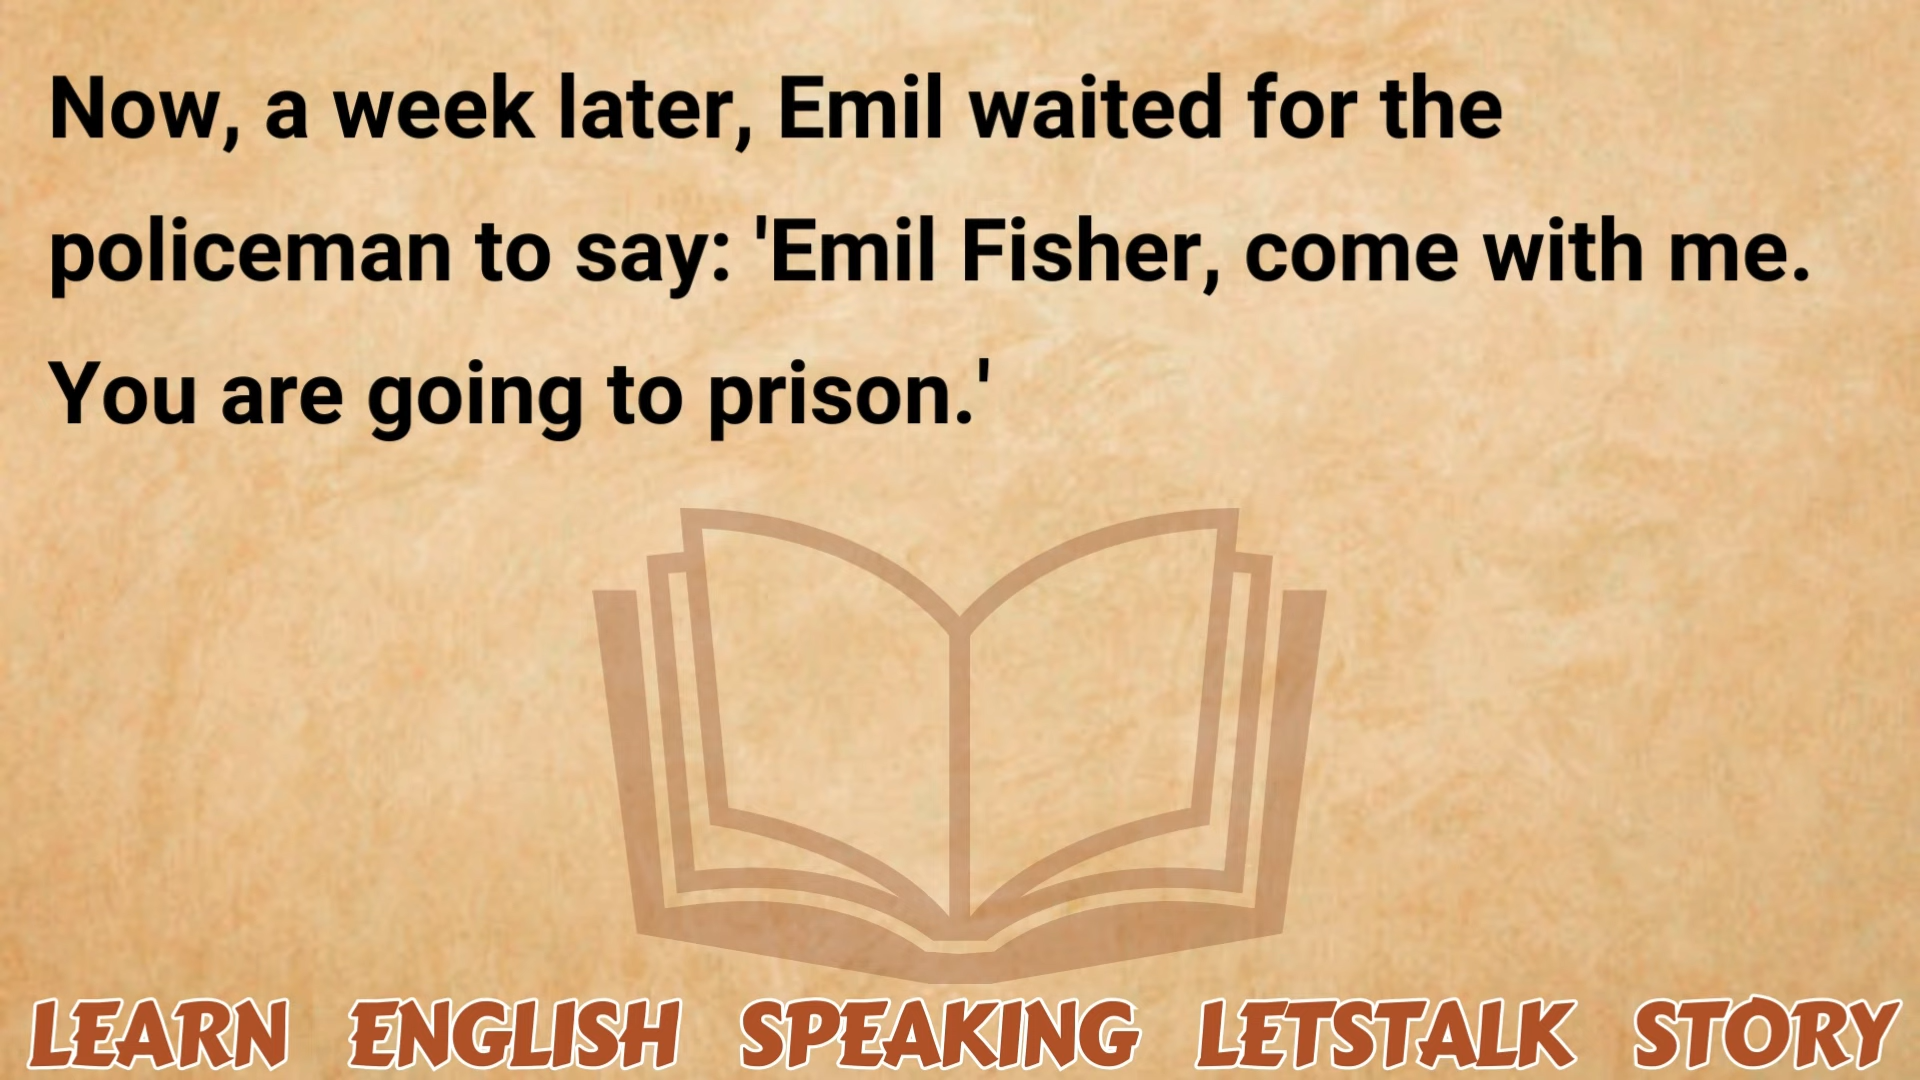 Now, a week later, Emil waited for the
policeman to say: 'Emil Fisher, come with me.
You are going to prison.'
LEARN ENGLISH SPEAKING LETSTALK STORY